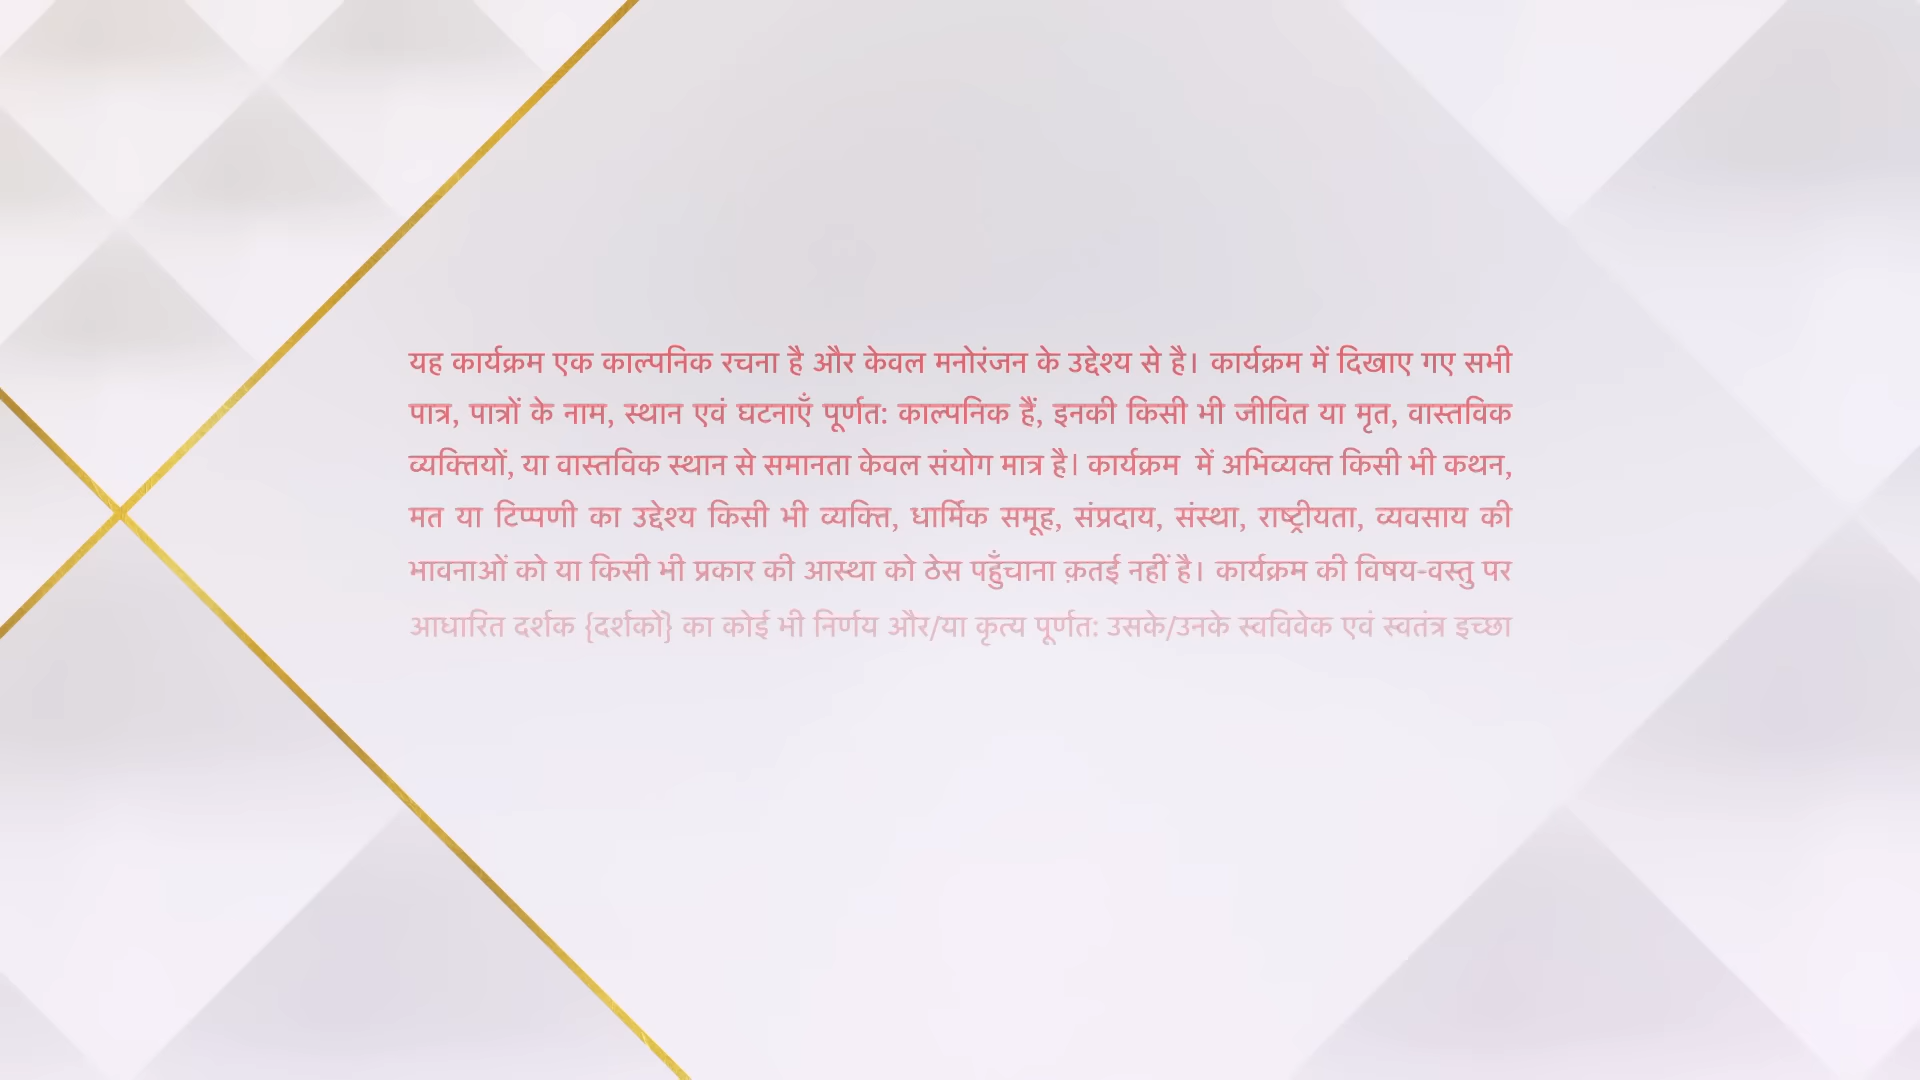 यह कार्यक्रम एक काल्पनिक रचना है और केवल मनोरंजन के उद्देश्य से है। कार्यक्रम में दिखाए गए सभी
पात्र, पात्रों के नाम, स्थान एवं घटनाएँ पूर्णत: काल्पनिक हैं, इनकी किसी भी जीवित या मृत, वास्तविक
व्यक्तियों, या वास्तविक स्थान से समानता केवल संयोग मात्र है। कार्यक्रम में अभिव्यक्त किसी भी कथन,
मत या टिप्पणी का उद्देश्य किसी भी व्यक्ति, धार्मिक समूह, संप्रदाय, संस्था, राष्ट्रीयता, व्यवसाय की
भावनाओं को या किसी भी प्रकार की आस्था को ठेस पहुँचाना क़तई नहीं है। कार्यक्रम की विषय-वस्तु पर
आधारित दर्शक {दर्शकों} का कोई भी निर्णय और/या कृत्य पूर्णत: उसके/उनके स्वविवेक एवं स्वतंत्र इच्छा